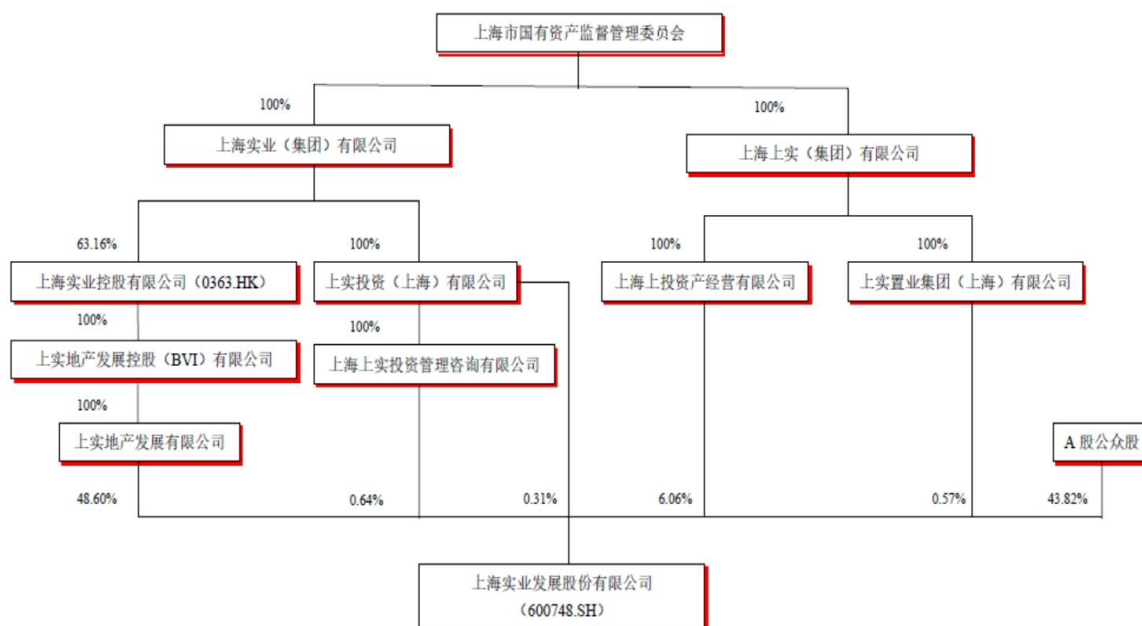 上海市国有资产监督管理委员会
100%
100%
上海实业（集团）有限公司
上海上实（集团）有限公司
63.16%
100%
100%
100%
上海实业控股有限公司（0363.HK）
上实投资（上海）有限公司
上海上投资产经营有限公司
上实置业集团（上海）有限公司
100%
100%
上实地产发展控股（BVI）有限公司
上海上实投资管理咨询有限公司
100%
上实地产发展有限公司
A 股公众股
48.60%
0.64%
0.31%
6.06%
0.57%
43.82%
上海实业发展股份有限公司
（600748.SH）